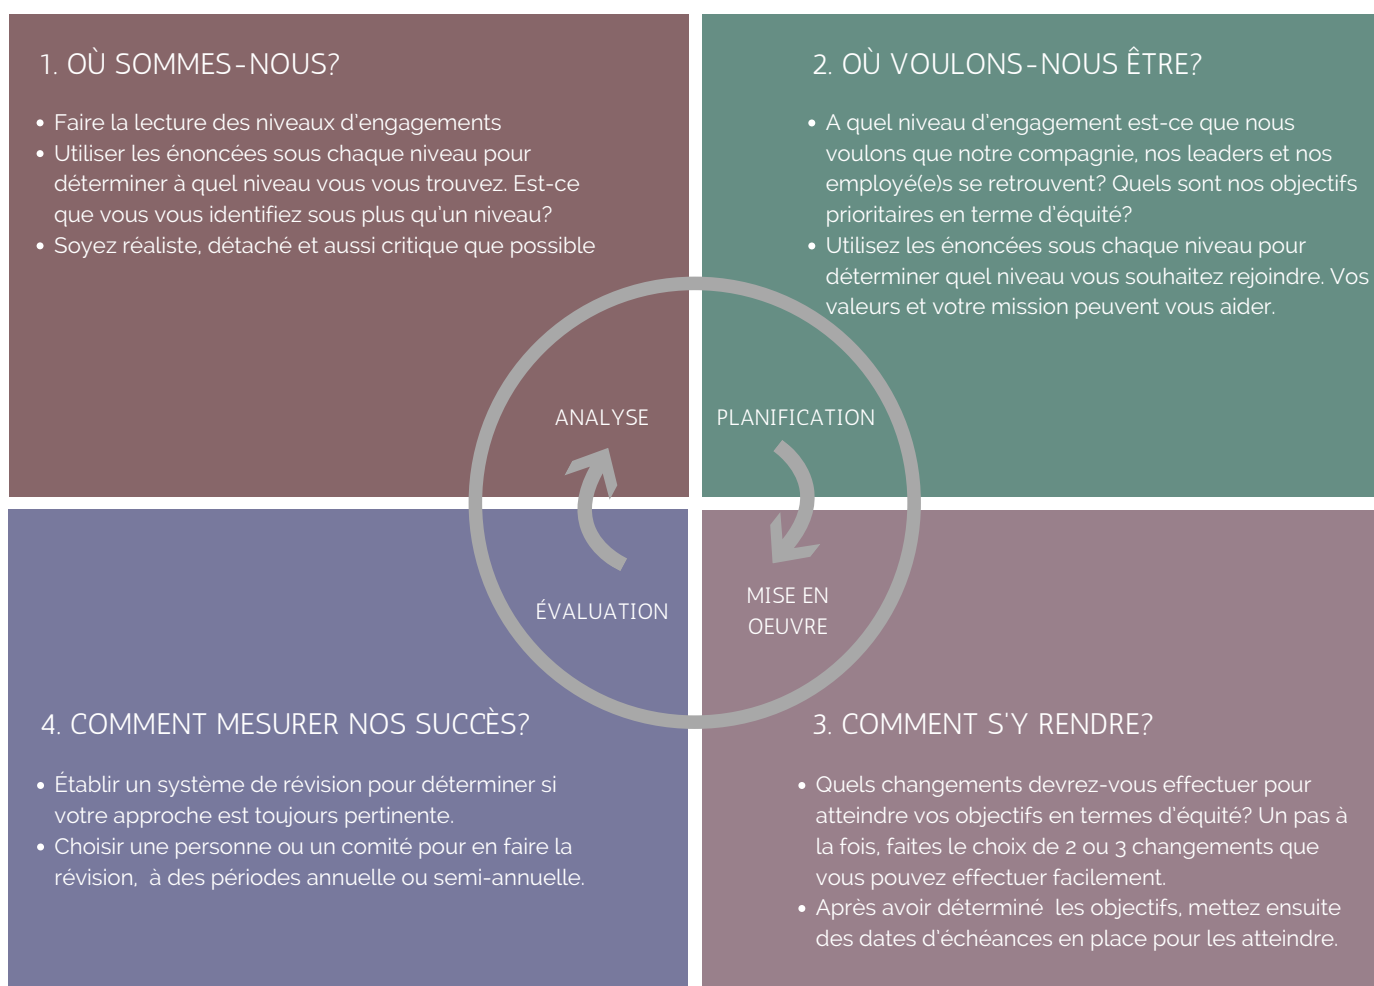 1. OÙ SOMMES-NOUS?
• Faire la lecture des niveaux d'engagements
• Utiliser les énoncées sous chaque niveau pour
déterminer à quel niveau vous vous trouvez. Est-ce
que vous vous identifiez sous plus qu'un niveau?
• Soyez réaliste, détaché et aussi critique que possible
2. OÙ VOULONS-NOUS ÊTRE?
• A quel niveau d'engagement est-ce que nous
voulons que notre compagnie, nos leaders et nos
employé(e)s se retrouvent? Quels sont nos objectifs
prioritaires en terme d'équité?
• Utilisez les énoncées sous chaque niveau pour
déterminer quel niveau vous souhaitez rejoindre. Vos
valeurs et votre mission peuvent vous aider.
ANALYSE
PLANIFICATION
ÉVALUATION
MISE EN
OEUVRE
4. COMMENT MESURER NOS SUCCÈS?
• Établir un système de révision pour déterminer si
votre approche est toujours pertinente.
• Choisir une personne ou un comité pour en faire la
révision, à des périodes annuelle ou semi-annuelle.
3. COMMENT S'Y RENDRE?
• Quels changements devrez-vous effectuer pour
atteindre vos objectifs en termes d'équité? Un pas à
la fois, faites le choix de 2 ou 3 changements que
vous pouvez effectuer facilement.
• Après avoir déterminé les objectifs, mettez ensuite
des dates d'échéances en place pour les atteindre.